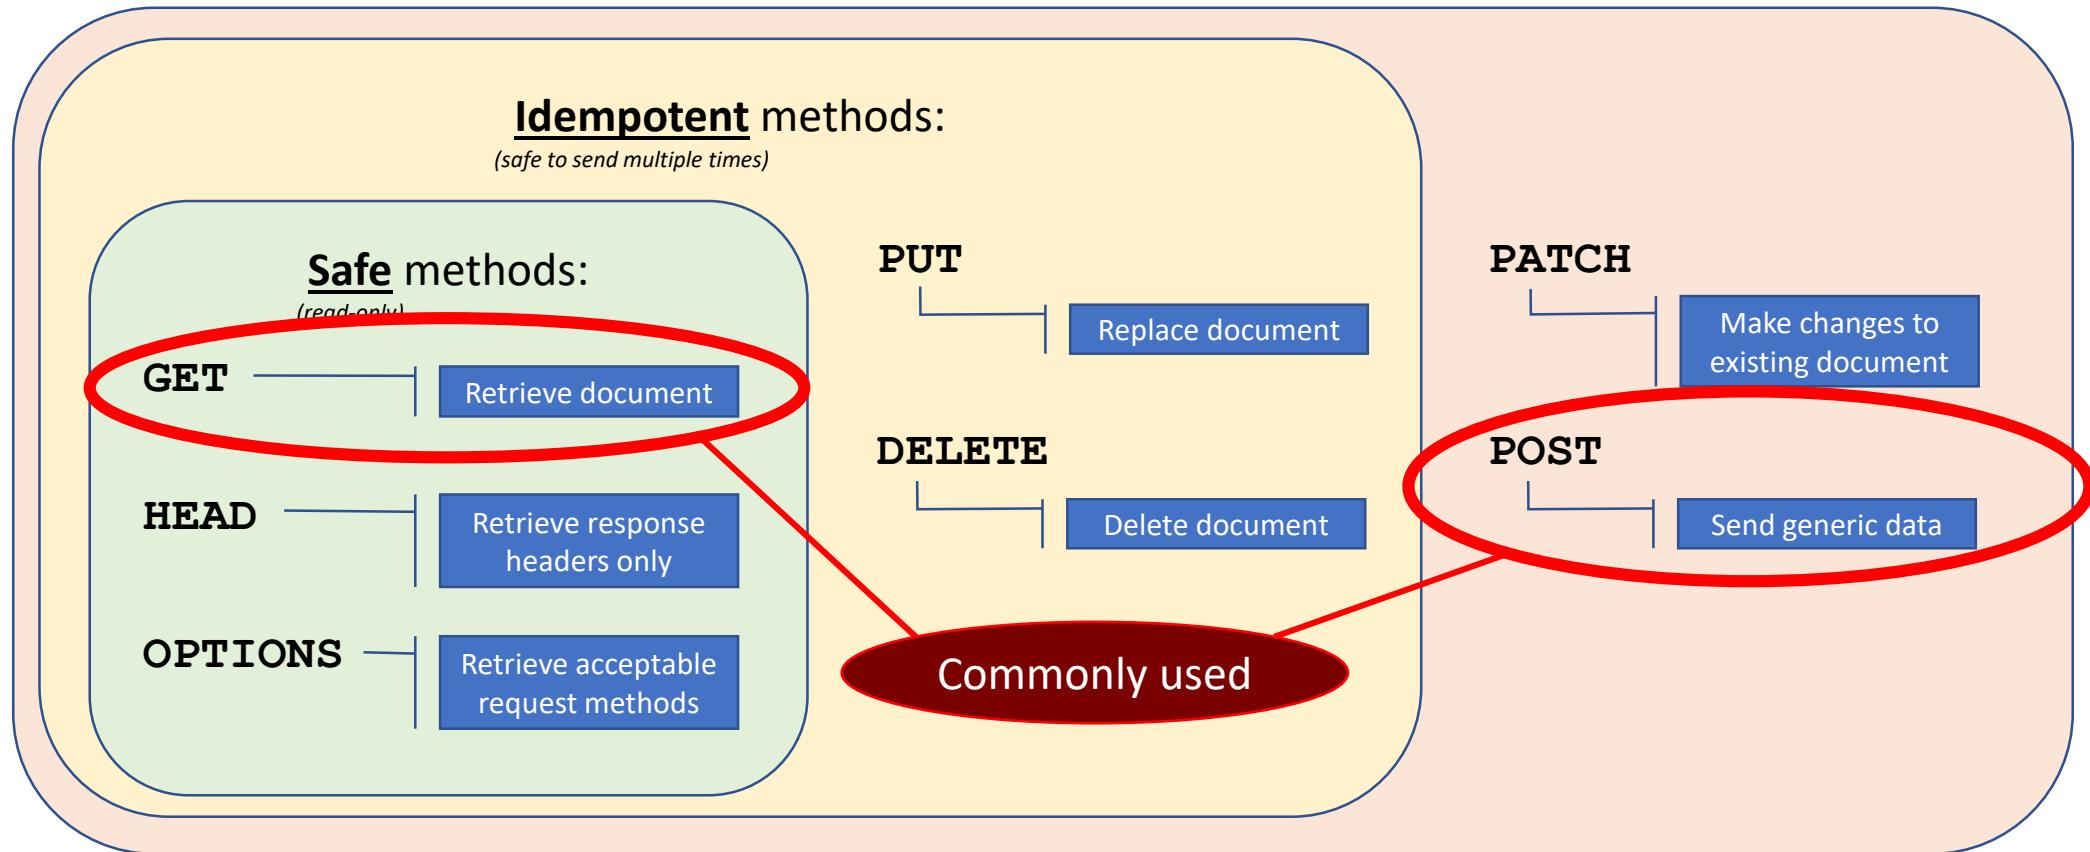 Idempotent methods:
(safe to send multiple times)
Safe methods:
(read-only)
GET
Retrieve document
HEAD
Retrieve response
headers only
OPTIONS
Retrieve acceptable
request methods
PUT
Replace document
DELETE
Delete document
PATCH
Make changes to
existing document
POST
Send generic data
Commonly used